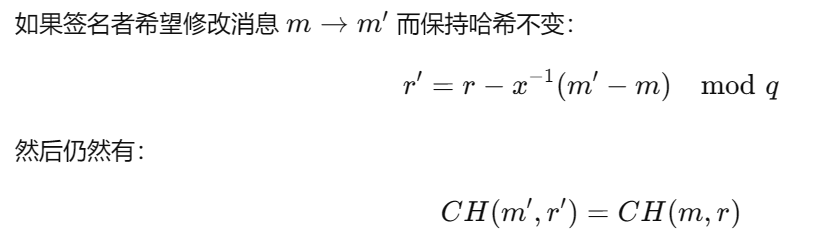 如果签名者希望修改消息 m → m′ 而保持哈希不变：
r′ = r − x⁻¹(m′ − m) mod q
然后仍然有：
CH(m′, r′) = CH(m, r)